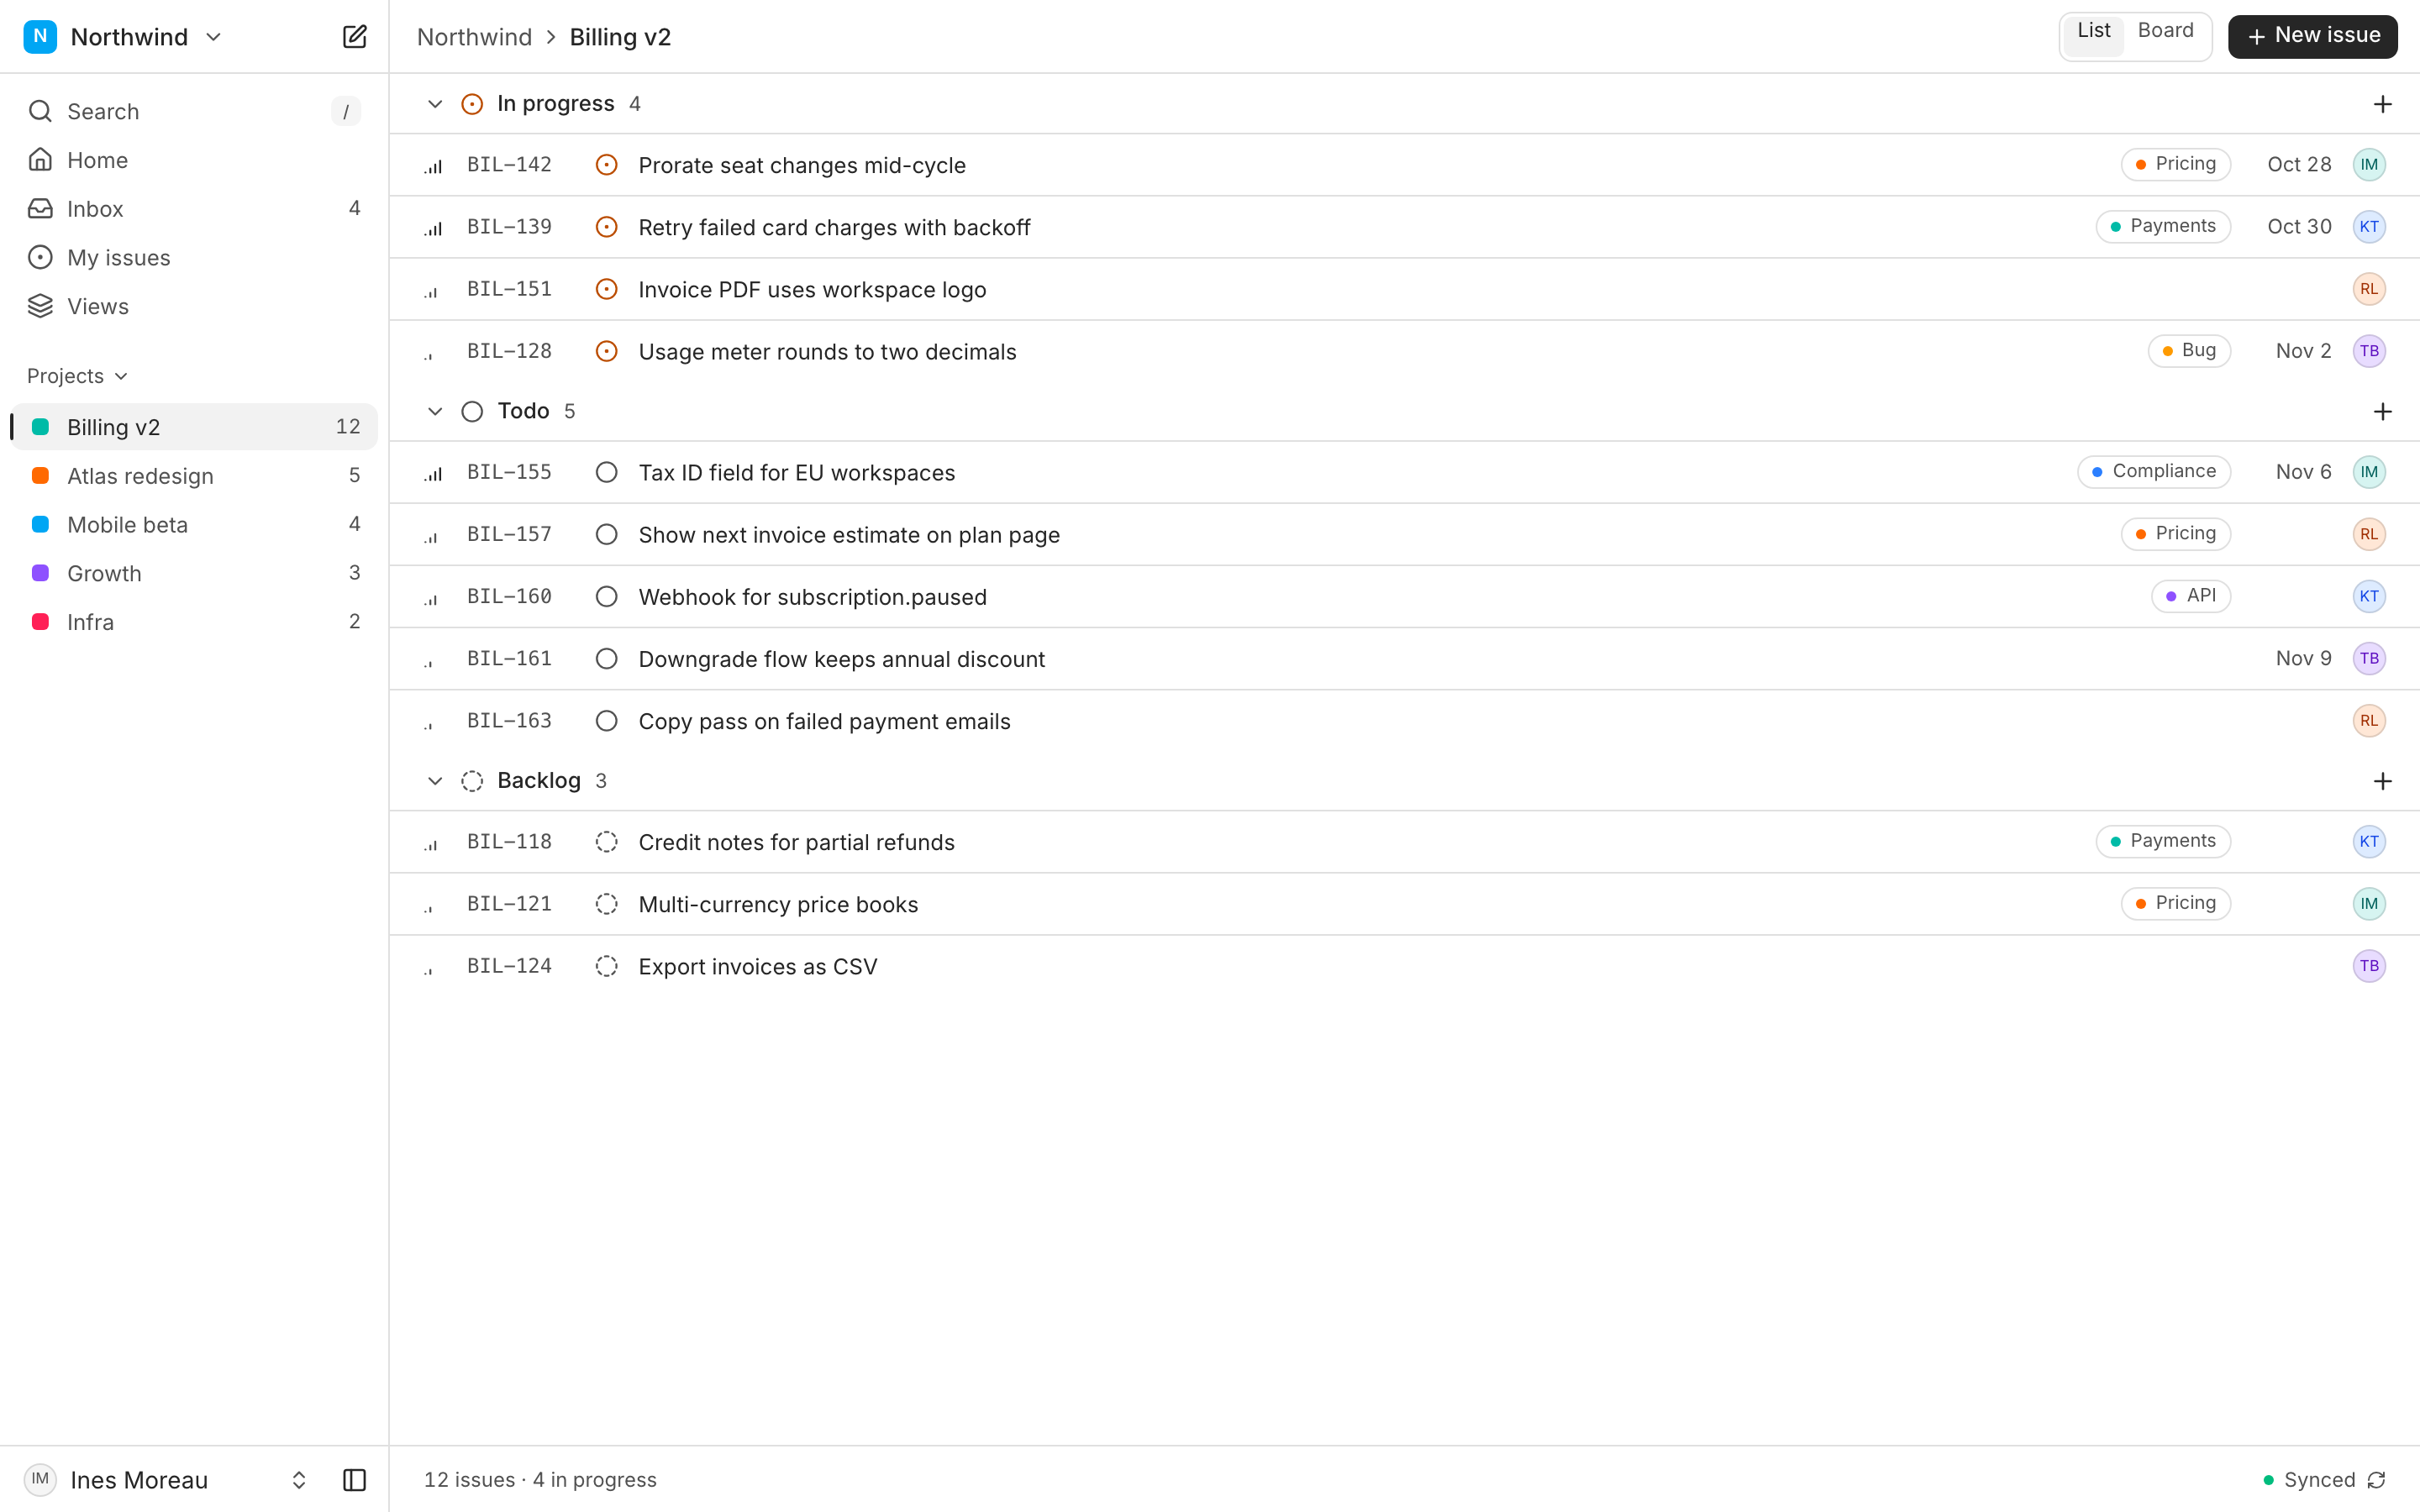 N Northwind
Northwind > Billing v2
List Board
+ New issue
Search /
Home
Inbox 4
My issues
Views
Projects
Billing v2 12
Atlas redesign 5
Mobile beta 4
Growth 3
Infra 2
In progress 4
BIL-142 Prorate seat changes mid-cycle Pricing Oct 28 IM
BIL-139 Retry failed card charges with backoff Payments Oct 30 KT
BIL-151 Invoice PDF uses workspace logo RL
BIL-128 Usage meter rounds to two decimals Bug Nov 2 TB
Todo 5
BIL-155 Tax ID field for EU workspaces Compliance Nov 6 IM
BIL-157 Show next invoice estimate on plan page Pricing RL
BIL-160 Webhook for subscription.paused API KT
BIL-161 Downgrade flow keeps annual discount Nov 9 TB
BIL-163 Copy pass on failed payment emails RL
Backlog 3
BIL-118 Credit notes for partial refunds Payments KT
BIL-121 Multi-currency price books Pricing IM
BIL-124 Export invoices as CSV TB
IM Ines Moreau
12 issues · 4 in progress
Synced